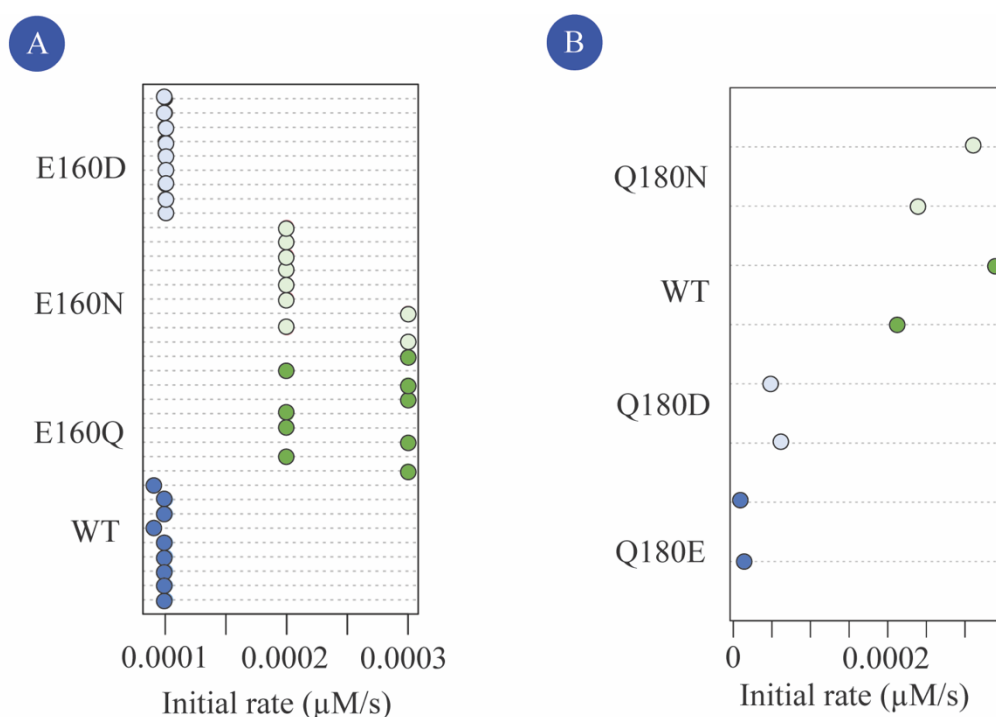 A
E160D
E160N
E160Q
WT
0.0001 0.0002 0.0003
Initial rate (µM/s)
B
Q180N
WT
Q180D
Q180E
0 0.0002
Initial rate (µM/s)